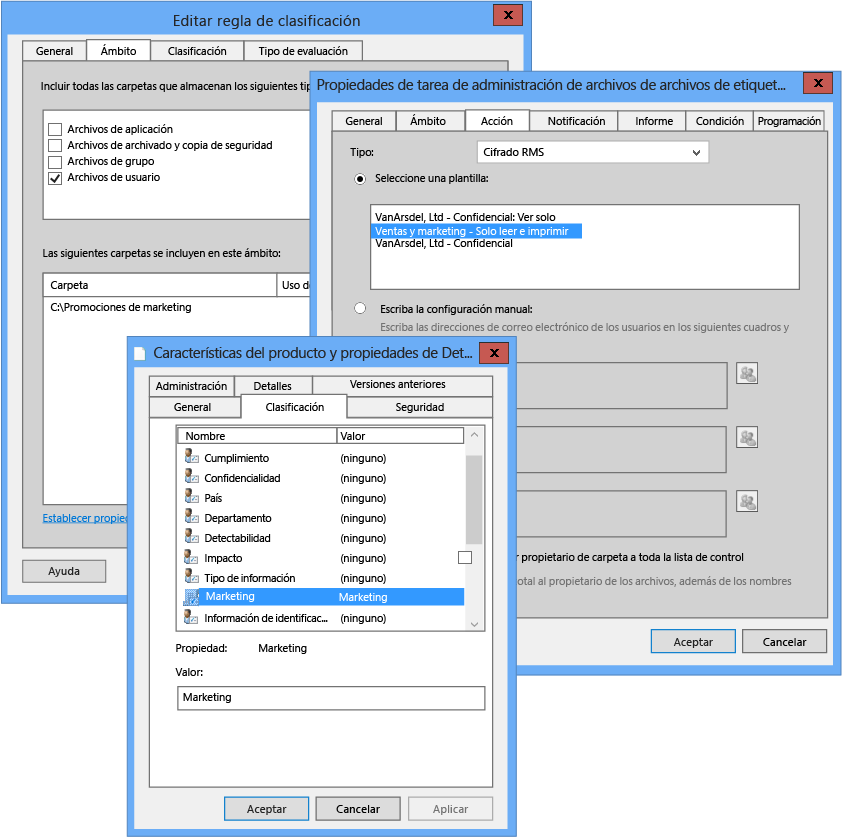 Editar regla de clasificación
General Ámbito Clasificación Tipo de evaluación
Incluir todas las carpetas que almacenan los siguientes
Archivos de aplicación
Archivos de archivado y copia de seguridad
Archivos de grupo
Archivos de usuario
Las siguientes carpetas se incluyen en este ámbito:
Carpeta Uso
C:\Promociones de marketing
Establecer
Ayuda
Propiedades de tarea de administración de archivos de archivos de etiquet...
General Ámbito Acción Notificación Informe Condición Programación
Tipo: Cifrado RMS
Seleccione una plantilla:
VanArsdel, Ltd - Confidencial: Ver solo
Ventas y marketing - Solo leer e imprimir
VanArsdel, Ltd - Confidencial
Escriba la configuración manual:
Escriba las direcciones de correo electrónico de los usuarios en los siguientes cuadros y
propietario de carpeta a toda la lista de control
al propietario de los archivos, además de los nombres
Aceptar Cancelar
Características del producto y propiedades de Det...
Administración Detalles Versiones anteriores
General Clasificación Seguridad
Nombre Valor
Cumplimiento (ninguno)
Confidencialidad (ninguno)
País (ninguno)
Departamento (ninguno)
Detectabilidad (ninguno)
Impacto (ninguno)
Tipo de información (ninguno)
Marketing Marketing
Información de identificac... (ninguno)
Propiedad: Marketing
Valor:
Marketing
Aceptar Cancelar Aplicar